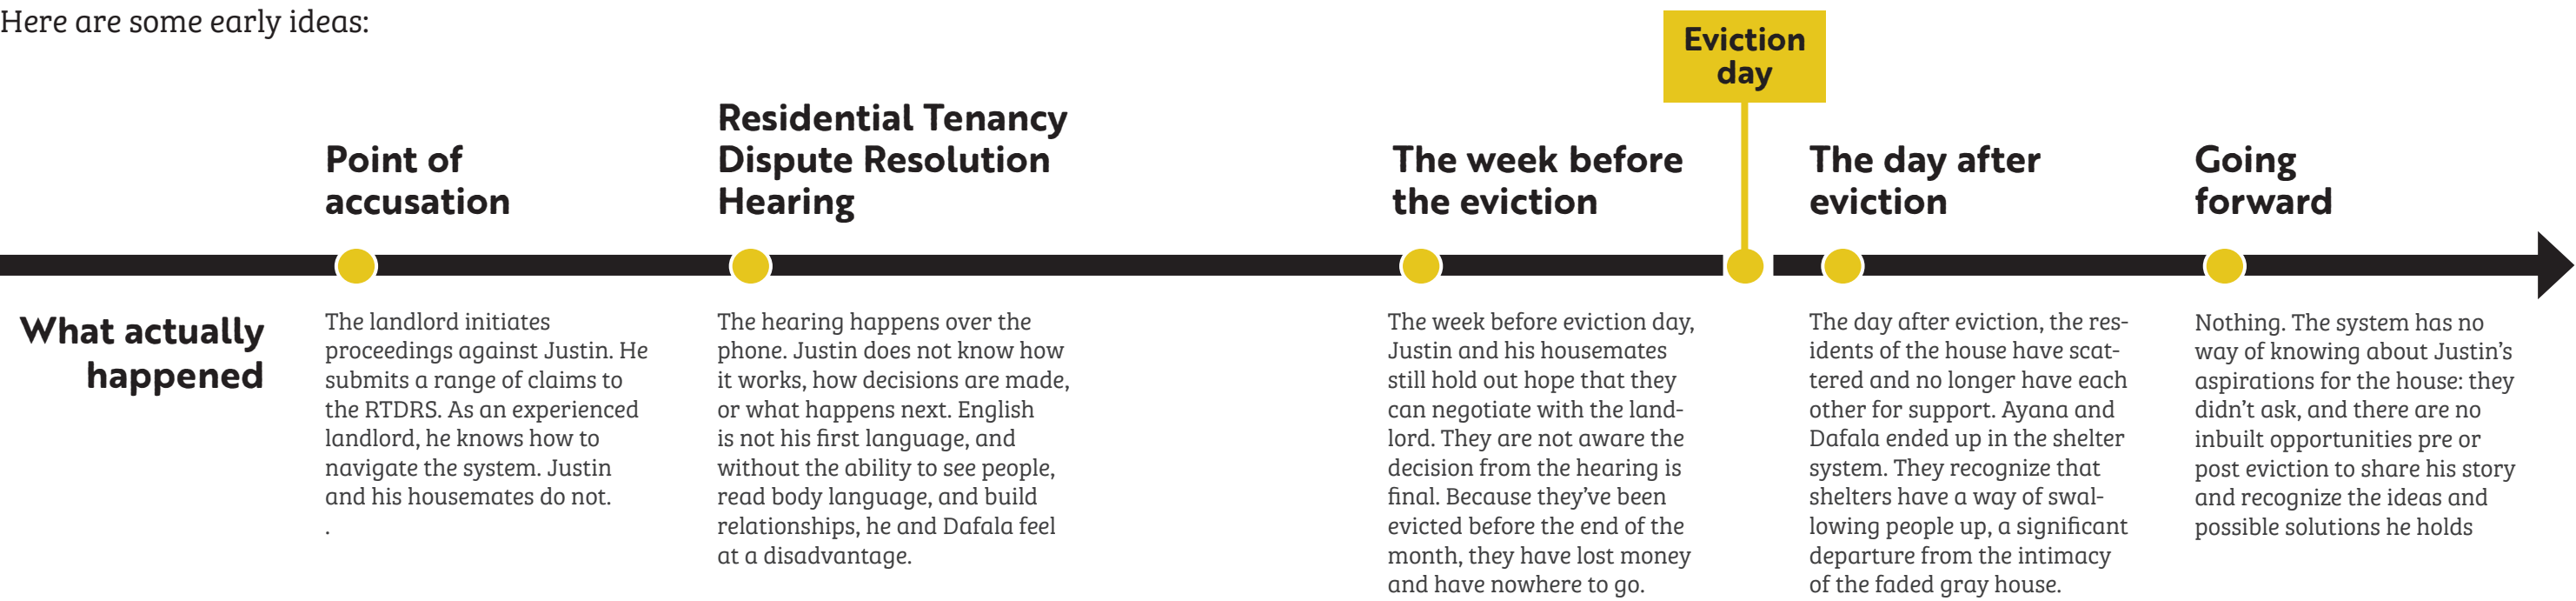 Here are some early ideas:
Eviction
day
Point of
accusation
Residential Tenancy
Dispute Resolution
Hearing
The week before
the eviction
The day after
eviction
Going
forward
What actually
happened
The landlord initiates
proceedings against Justin. He
submits a range of claims to
the RTDRS. As an experienced
landlord, he knows how to
navigate the system. Justin
and his housemates do not.
.
The hearing happens over the
phone. Justin does not know how
it works, how decisions are made,
or what happens next. English
is not his first language, and
without the ability to see people,
read body language, and build
relationships, he and Dafala feel
at a disadvantage.
The week before eviction day,
Justin and his housemates
still hold out hope that they
can negotiate with the land-
lord. They are not aware the
decision from the hearing is
final. Because they’ve been
evicted before the end of the
month, they have lost money
and have nowhere to go.
The day after eviction, the res-
idents of the house have scat-
tered and no longer have each
other for support. Ayana and
Dafala ended up in the shelter
system. They recognize that
shelters have a way of swal-
lowing people up, a significant
departure from the intimacy
of the faded gray house.
Nothing. The system has no
way of knowing about Justin’s
aspirations for the house: they
didn’t ask, and there are no
inbuilt opportunities pre or
post eviction to share his story
and recognize the ideas and
possible solutions he holds